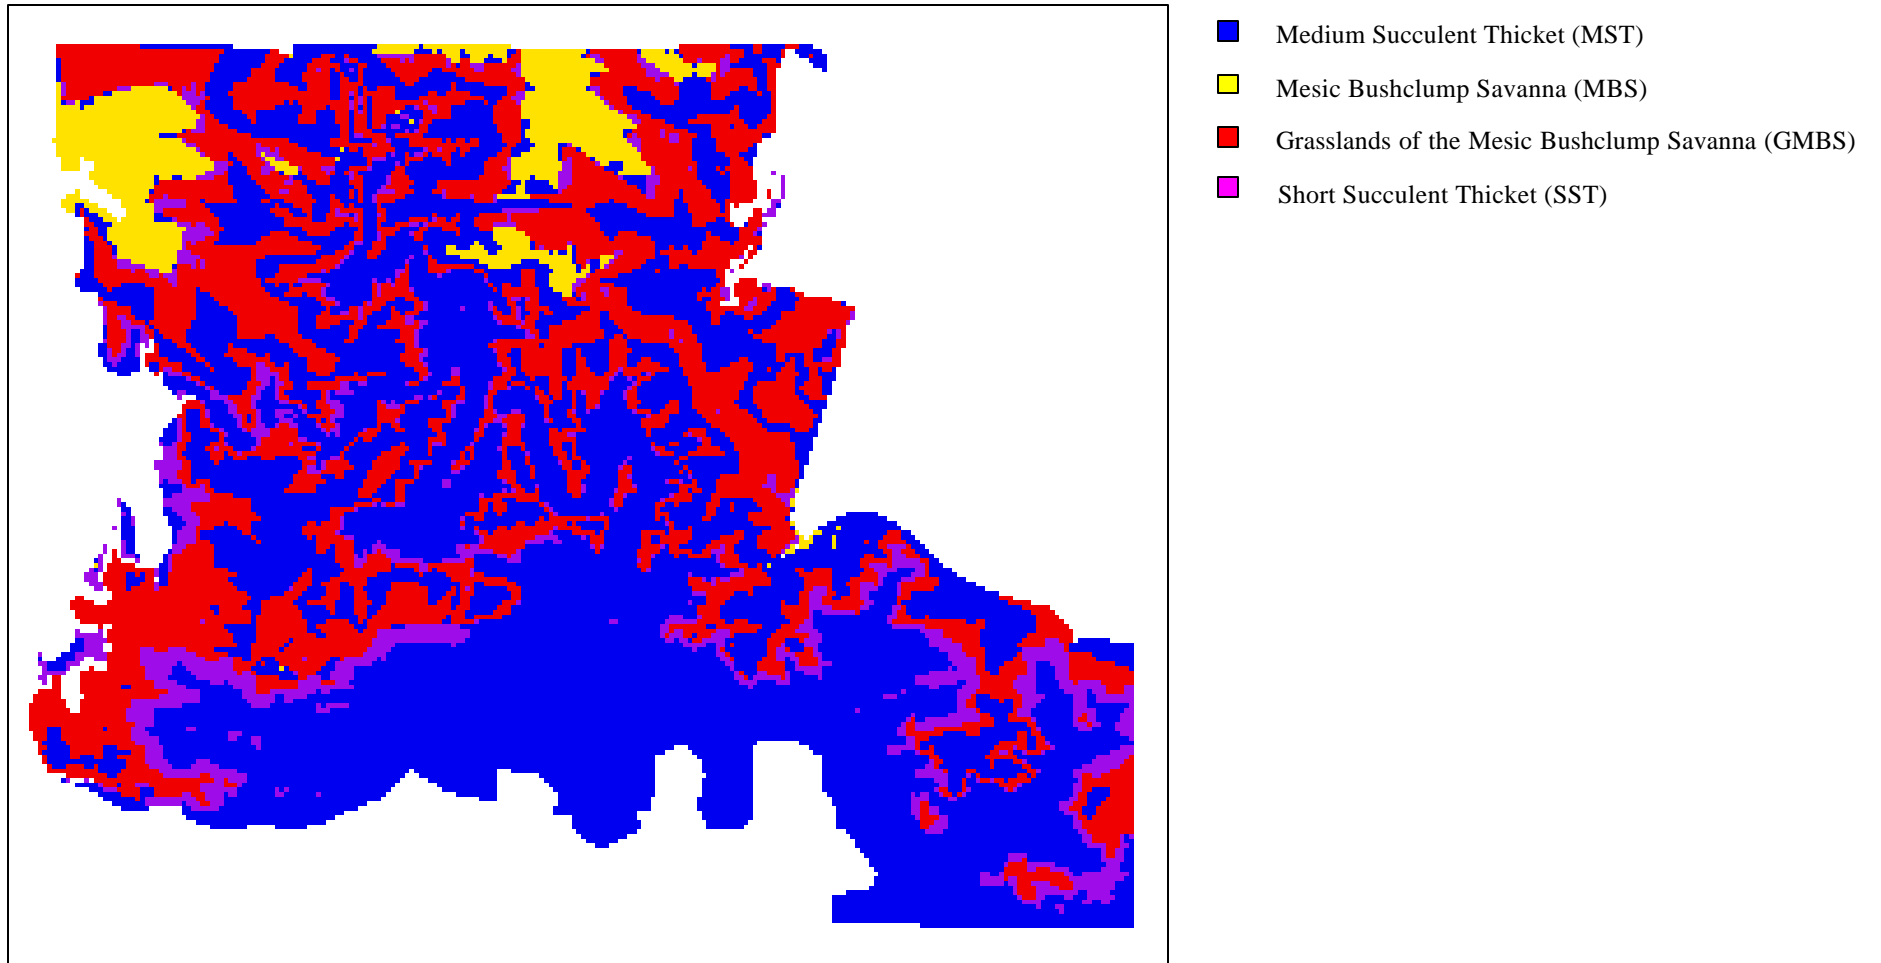 Medium Succulent Thicket (MST)
Mesic Bushclump Savanna (MBS)
Grasslands of the Mesic Bushclump Savanna (GMBS)
Short Succulent Thicket (SST)